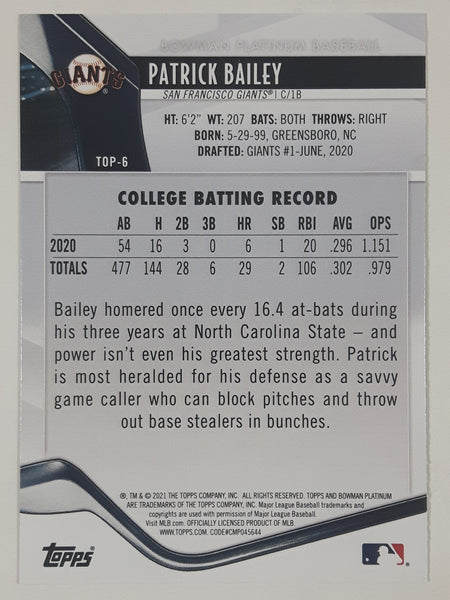 BOWMAN PLATINUM BASEBALL
GIANTS
PATRICK BAILEY
SAN FRANCISCO GIANTS® | C/1B
TOP-6
HT: 6'2" WT: 207 BATS: BOTH THROWS: RIGHT
BORN: 5-29-99, GREENSBORO, NC
DRAFTED: GIANTS #1-JUNE, 2020
COLLEGE BATTING RECORD
AB H 2B 3B HR SB RBI AVG OPS
2020 54 16 3 0 6 1 20 .296 1.151
TOTALS 477 144 28 6 29 2 106 .302 .979
Bailey homered once every 16.4 at-bats during
his three years at North Carolina State – and
power isn't even his greatest strength. Patrick
is most heralded for his defense as a savvy
game caller who can block pitches and throw
out base stealers in bunches.
®, TM & © 2021 THE TOPPS COMPANY, INC. ALL RIGHTS RESERVED. TOPPS AND BOWMAN PLATINUM
ARE TRADEMARKS OF THE TOPPS COMPANY, INC. Major League Baseball trademarks and
copyrights are used with permission of Major League Baseball.
Visit MLB.com. OFFICIALLY LICENSED PRODUCT OF MLB.
WWW.TOPPS.COM. CODE#CMP045644
topps